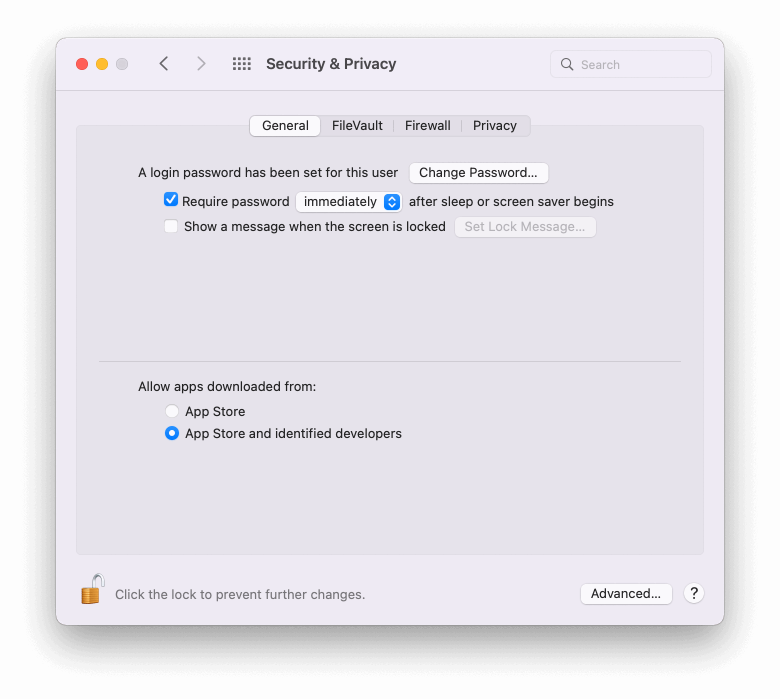 Security & Privacy
Search
General FileVault Firewall Privacy
A login password has been set for this user Change Password...
Require password immediately after sleep or screen saver begins
Show a message when the screen is locked Set Lock Message...
Allow apps downloaded from:
App Store
App Store and identified developers
Click the lock to prevent further changes.
Advanced... ?